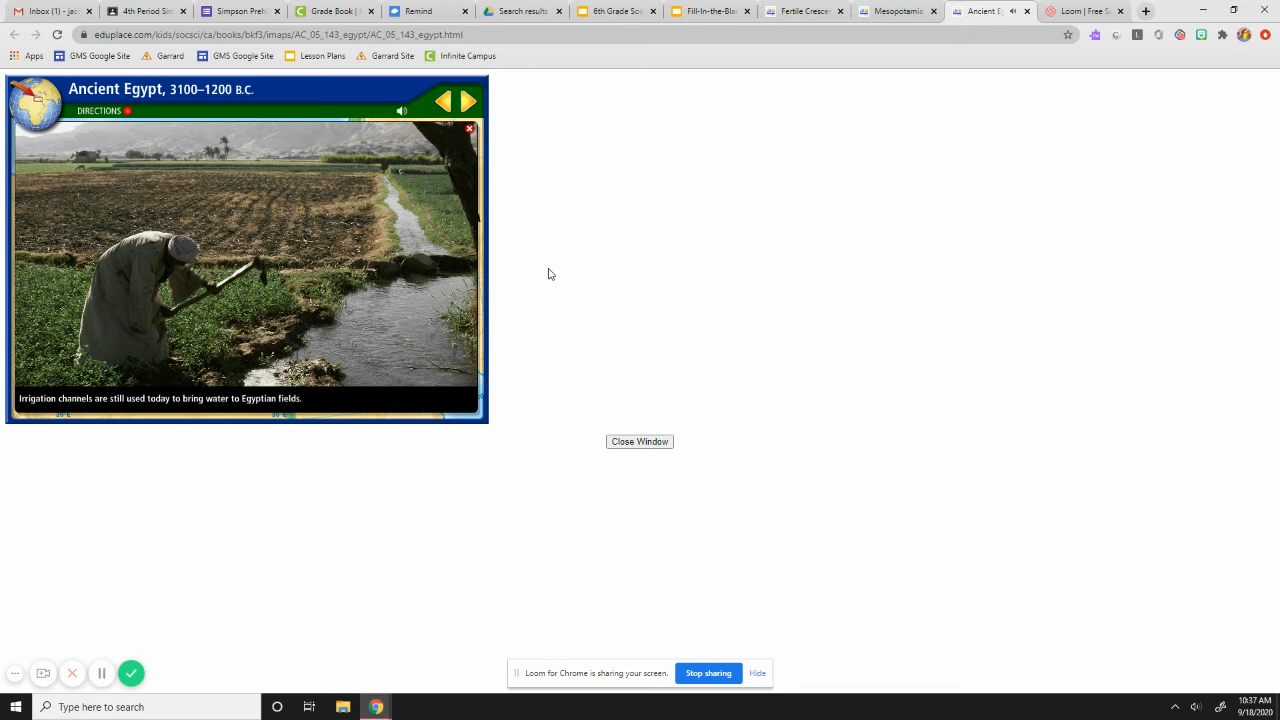 Inbox (1) - jac
4th Period Sim
Simpson Preh
Grade Book |
Remind
Search results
6th Grade Soc
Fill-In-the-Bla
Fertile Crescen
Mesopotamia
Ancient E
Loom | Free Sc
eduplace.com/kids/socsci/ca/books/bkf3/imaps/AC_05_143_egypt/AC_05_143_egypt.html
Apps
GMS Google Site
Garrard
GMS Google Site
Lesson Plans
Garrard Site
Infinite Campus
Ancient Egypt, 3100–1200 B.C.
DIRECTIONS
Irrigation channels are still used today to bring water to Egyptian fields.
20°E
30°E
Close Window
Loom for Chrome is sharing your screen.
Stop sharing
Hide
Type here to search
10:37 AM
9/18/2020